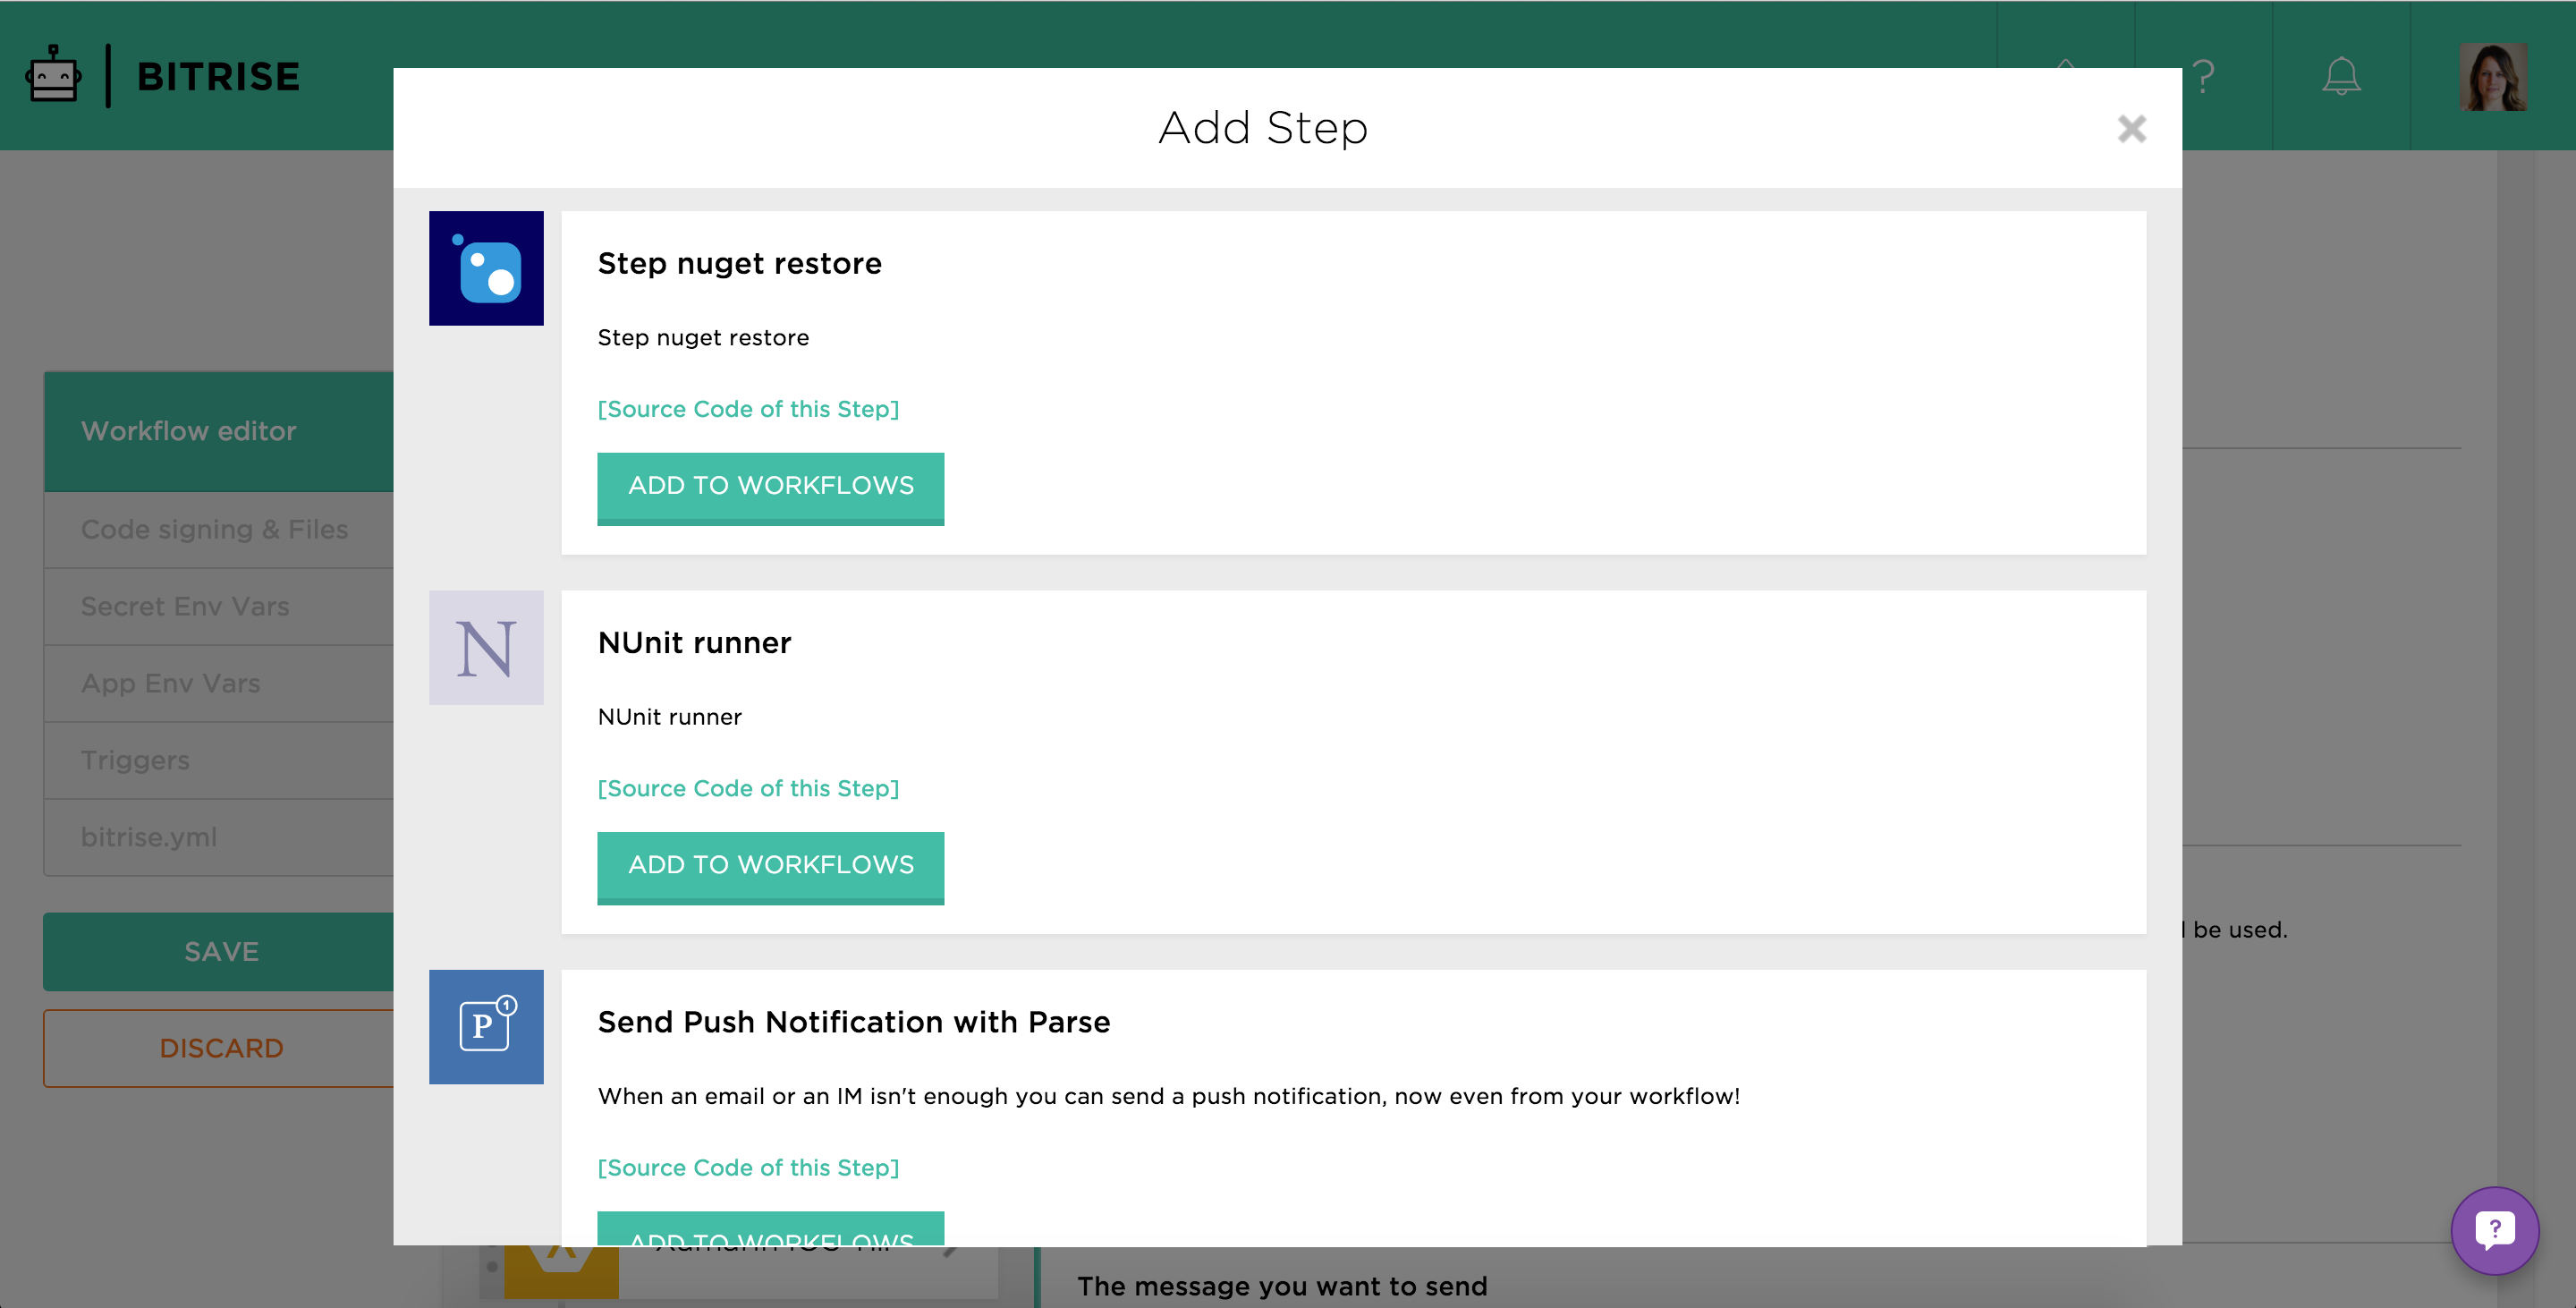 BITRISE
?
Add Step
Workflow editor
Code signing & Files
Secret Env Vars
App Env Vars
Triggers
bitrise.yml
SAVE
DISCARD
Step nuget restore
Step nuget restore
[Source Code of this Step]
ADD TO WORKFLOWS
N
NUnit runner
NUnit runner
[Source Code of this Step]
ADD TO WORKFLOWS
P 1
Send Push Notification with Parse
When an email or an IM isn't enough you can send a push notification, now even from your workflow!
[Source Code of this Step]
ADD TO WORKFLOWS
be used.
The message you want to send
?